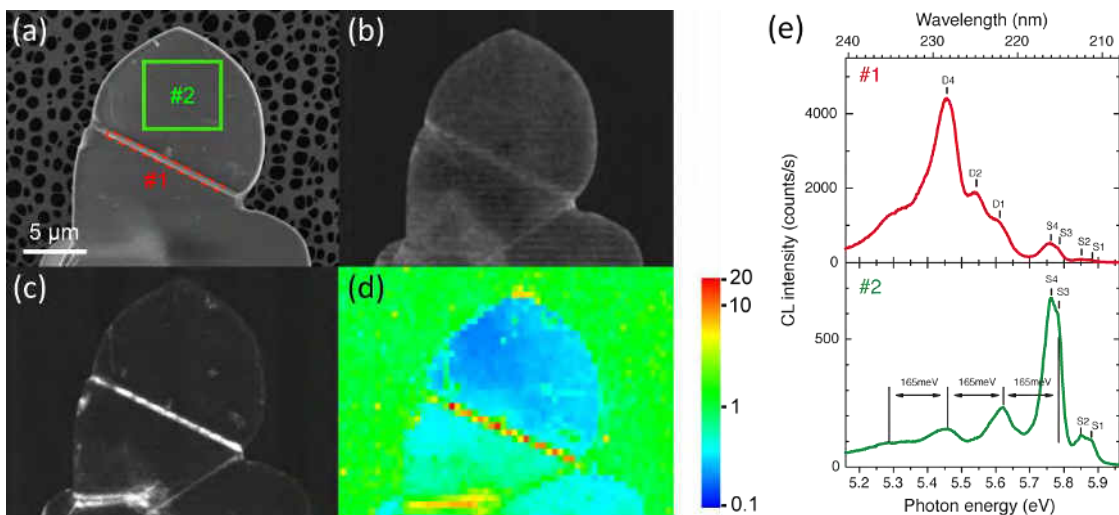 (a)
#2
#1
5 µm
(b)
(c)
(d)
20
10
1
0.1
(e)
Wavelength (nm)
240 230 220 210
#1
D4
D2
D1
S4
S3
S2
S1
4000
2000
0
CL intensity (counts/s)
#2
S4
S3
165meV 165meV 165meV
S2
S1
500
0
5.2 5.3 5.4 5.5 5.6 5.7 5.8 5.9
Photon energy (eV)